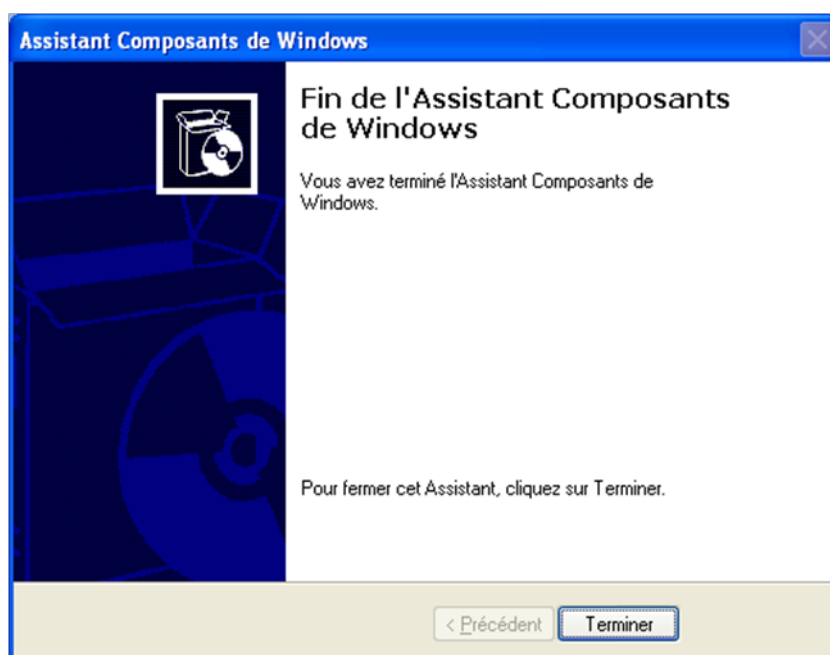 Assistant Composants de Windows
Fin de l'Assistant Composants
de Windows
Vous avez terminé l'Assistant Composants de
Windows.
Pour fermer cet Assistant, cliquez sur Terminer.
< Précédent
Terminer